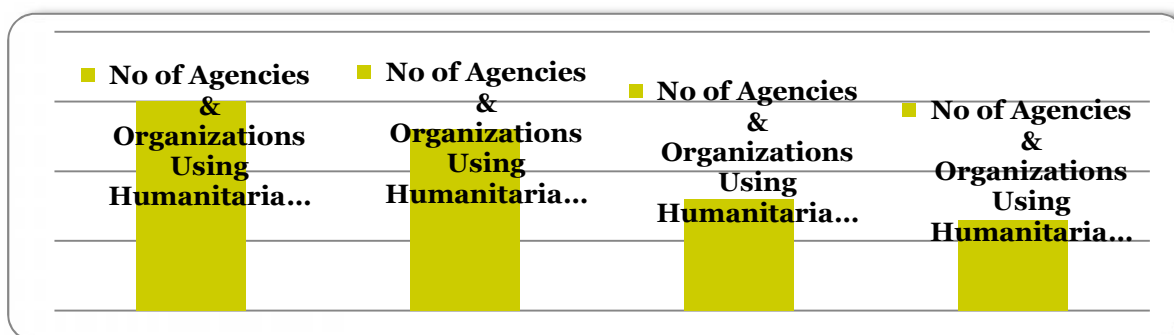 No of Agencies
&
Organizations
Using
Humanitaria...
No of Agencies
&
Organizations
Using
Humanitaria...
No of Agencies
&
Organizations
Using
Humanitaria...
No of Agencies
&
Organizations
Using
Humanitaria...